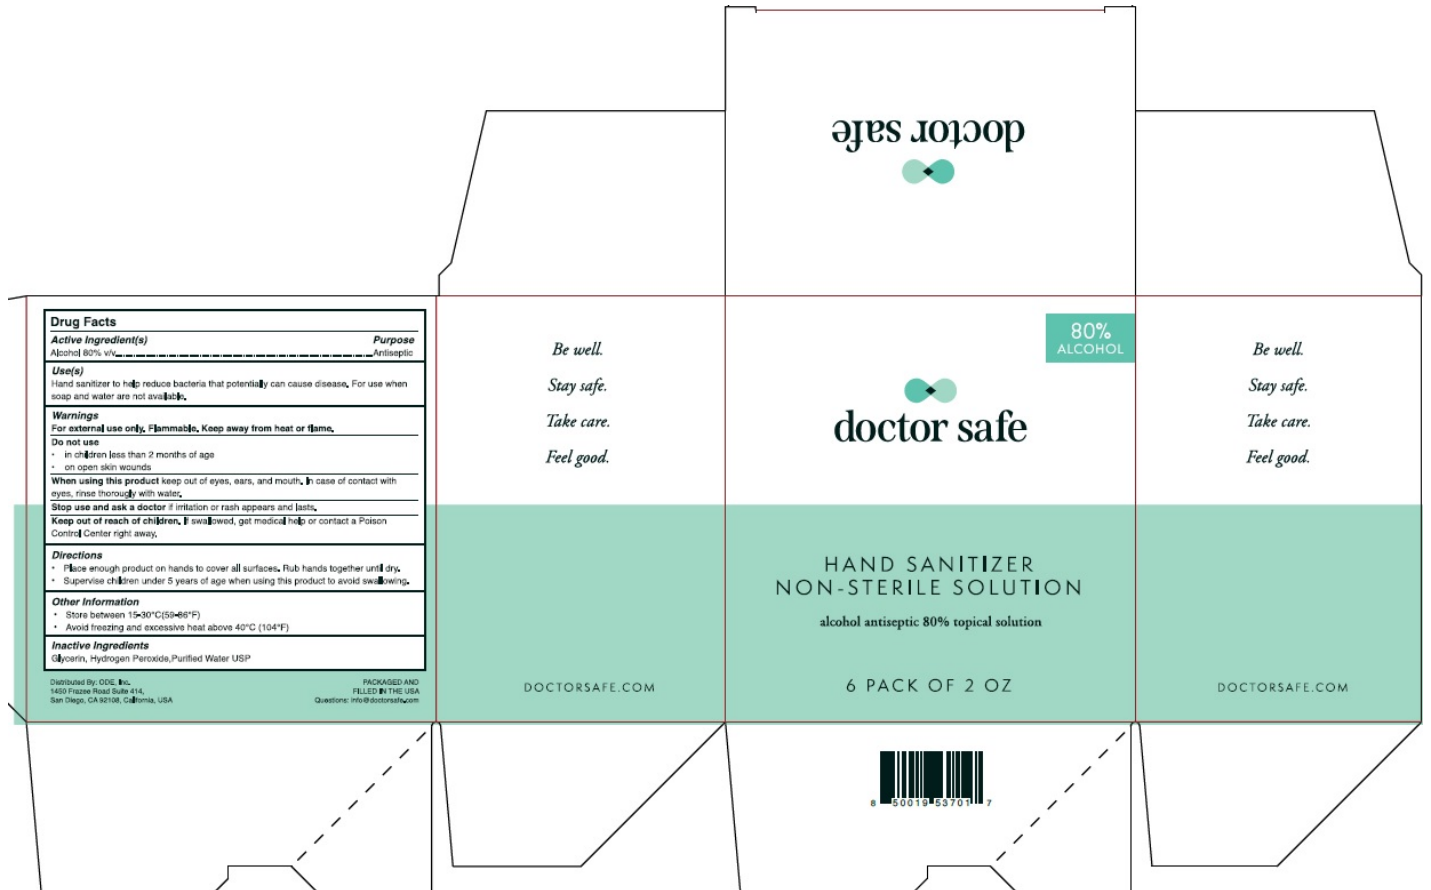 doctor safe
Drug Facts
Active Ingredient(s) Purpose
Alcohol 80% v/v Antiseptic
Use(s)
Hand sanitizer to help reduce bacteria that potentially can cause disease. For use when
soap and water are not available.
Warnings
For external use only. Flammable. Keep away from heat or flame.
Do not use
• in children less than 2 months of age
• on open skin wounds
When using this product keep out of eyes, ears, and mouth. In case of contact with
eyes, rinse thorougly with water.
Stop use and ask a doctor if irritation or rash appears and lasts.
Keep out of reach of children. If swallowed, get medical help or contact a Poison
Control Center right away.
Directions
• Place enough product on hands to cover all surfaces. Rub hands together until dry.
• Supervise children under 5 years of age when using this product to avoid swallowing.
Other Information
• Store between 15-30°C(59-86°F)
• Avoid freezing and excessive heat above 40°C (104°F)
Inactive Ingredients
Glycerin, Hydrogen Peroxide,Purified Water USP
Distributed By: ODE, Inc.
1450 Frazee Road Suite 414,
San Diego, CA 92108, California, USA
PACKAGED AND
FILLED IN THE USA
Questions: info@doctorsafe.com
Be well.
Stay safe.
Take care.
Feel good.
DOCTORSAFE.COM
80%
ALCOHOL
doctor safe
HAND SANITIZER
NON-STERILE SOLUTION
alcohol antiseptic 80% topical solution
6 PACK OF 2 OZ
8 50019 53701 7
Be well.
Stay safe.
Take care.
Feel good.
DOCTORSAFE.COM